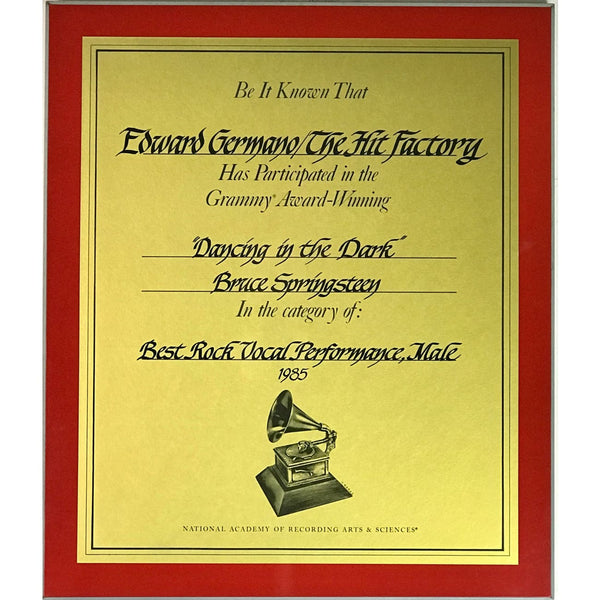 Be It Known That
Edward Germano/The Hit Factory
Has Participated in the
Grammy® Award-Winning
"Dancing in the Dark"
Bruce Springsteen
In the category of:
Best Rock Vocal Performance, Male
1985
NATIONAL ACADEMY OF RECORDING ARTS & SCIENCES®